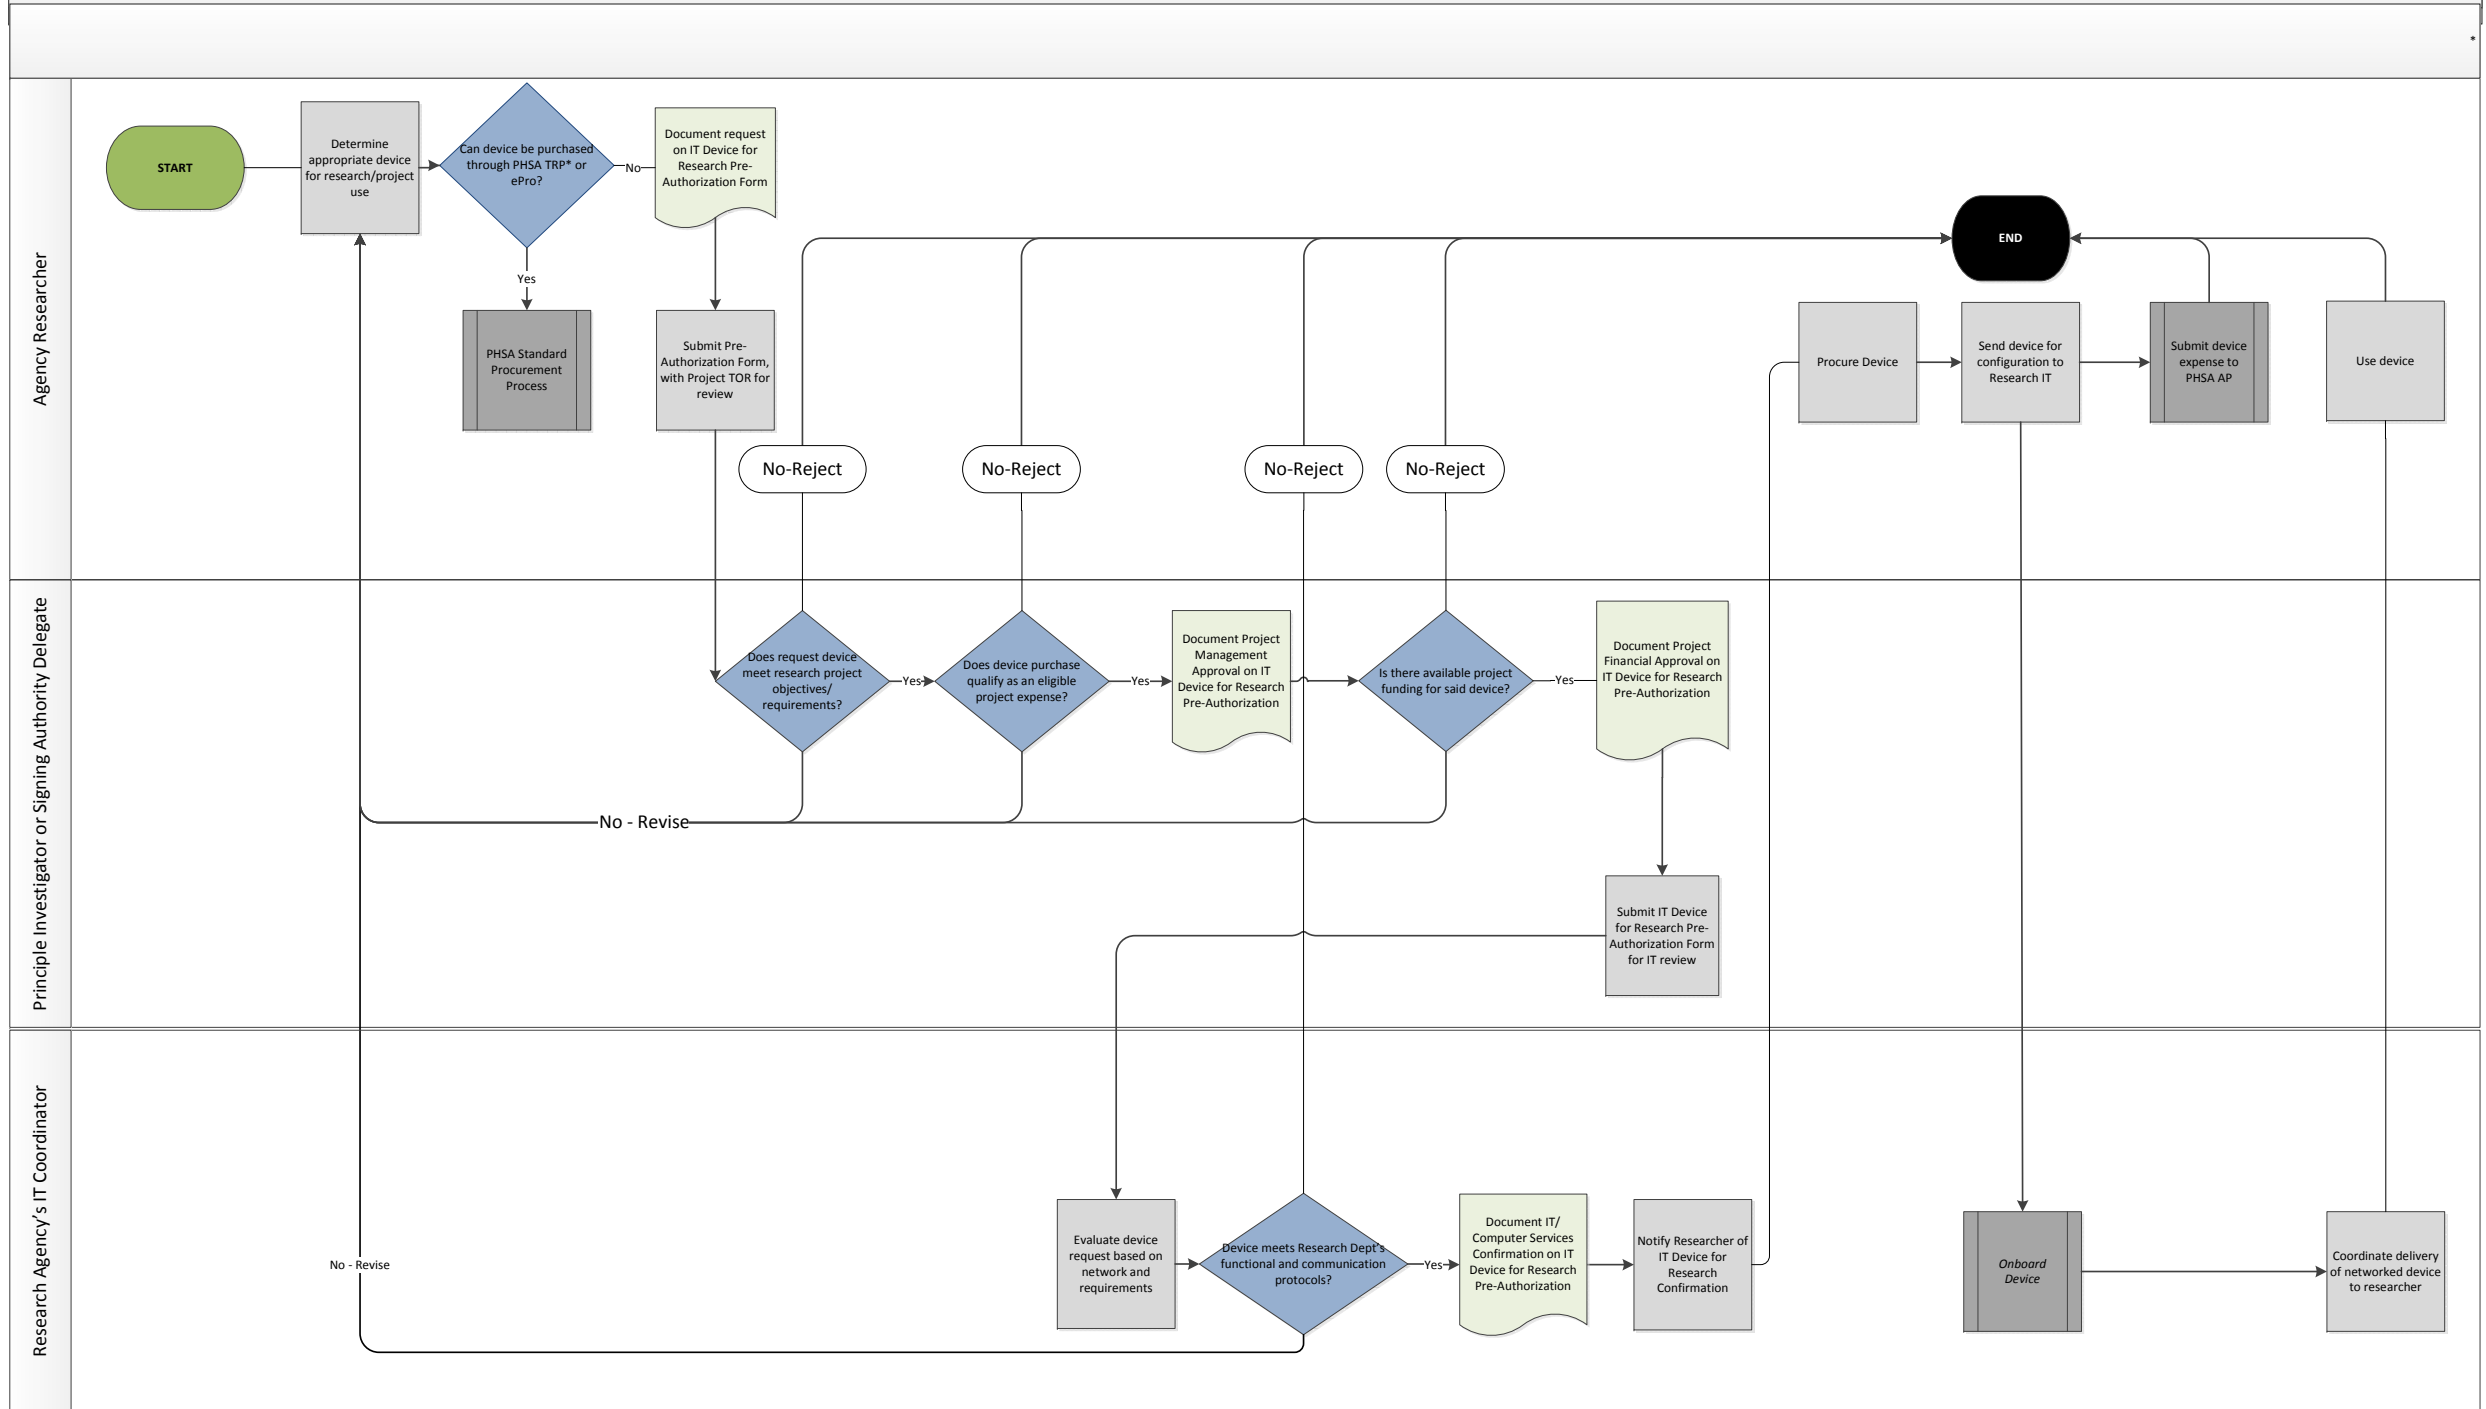 *
Agency Researcher
START
Determine
appropriate device
for research/project
use
Can device be purchased
through PHSA TRP* or
ePro?
No
Document request
on IT Device for
Research Pre-
Authorization Form
Yes
PHSA Standard
Procurement
Process
Submit Pre-
Authorization Form,
with Project TOR for
review
END
Procure Device
Send device for
configuration to
Research IT
Submit device
expense to
PHSA AP
Use device
No-Reject
No-Reject
No-Reject
No-Reject
Principle Investigator or Signing Authority Delegate
Does request device
meet research project
objectives/
requirements?
Yes
Does device purchase
qualify as an eligible
project expense?
Yes
Document Project
Management
Approval on IT
Device for Research
Pre-Authorization
Is there available project
funding for said device?
Yes
Document Project
Financial Approval on
IT Device for Research
Pre-Authorization
No - Revise
Submit IT Device
for Research Pre-
Authorization Form
for IT review
Research Agency's IT Coordinator
No - Revise
Evaluate device
request based on
network and
requirements
Device meets Research Dept's
functional and communication
protocols?
Yes
Document IT/
Computer Services
Confirmation on IT
Device for Research
Pre-Authorization
Notify Researcher of
IT Device for
Research
Confirmation
Onboard
Device
Coordinate delivery
of networked device
to researcher